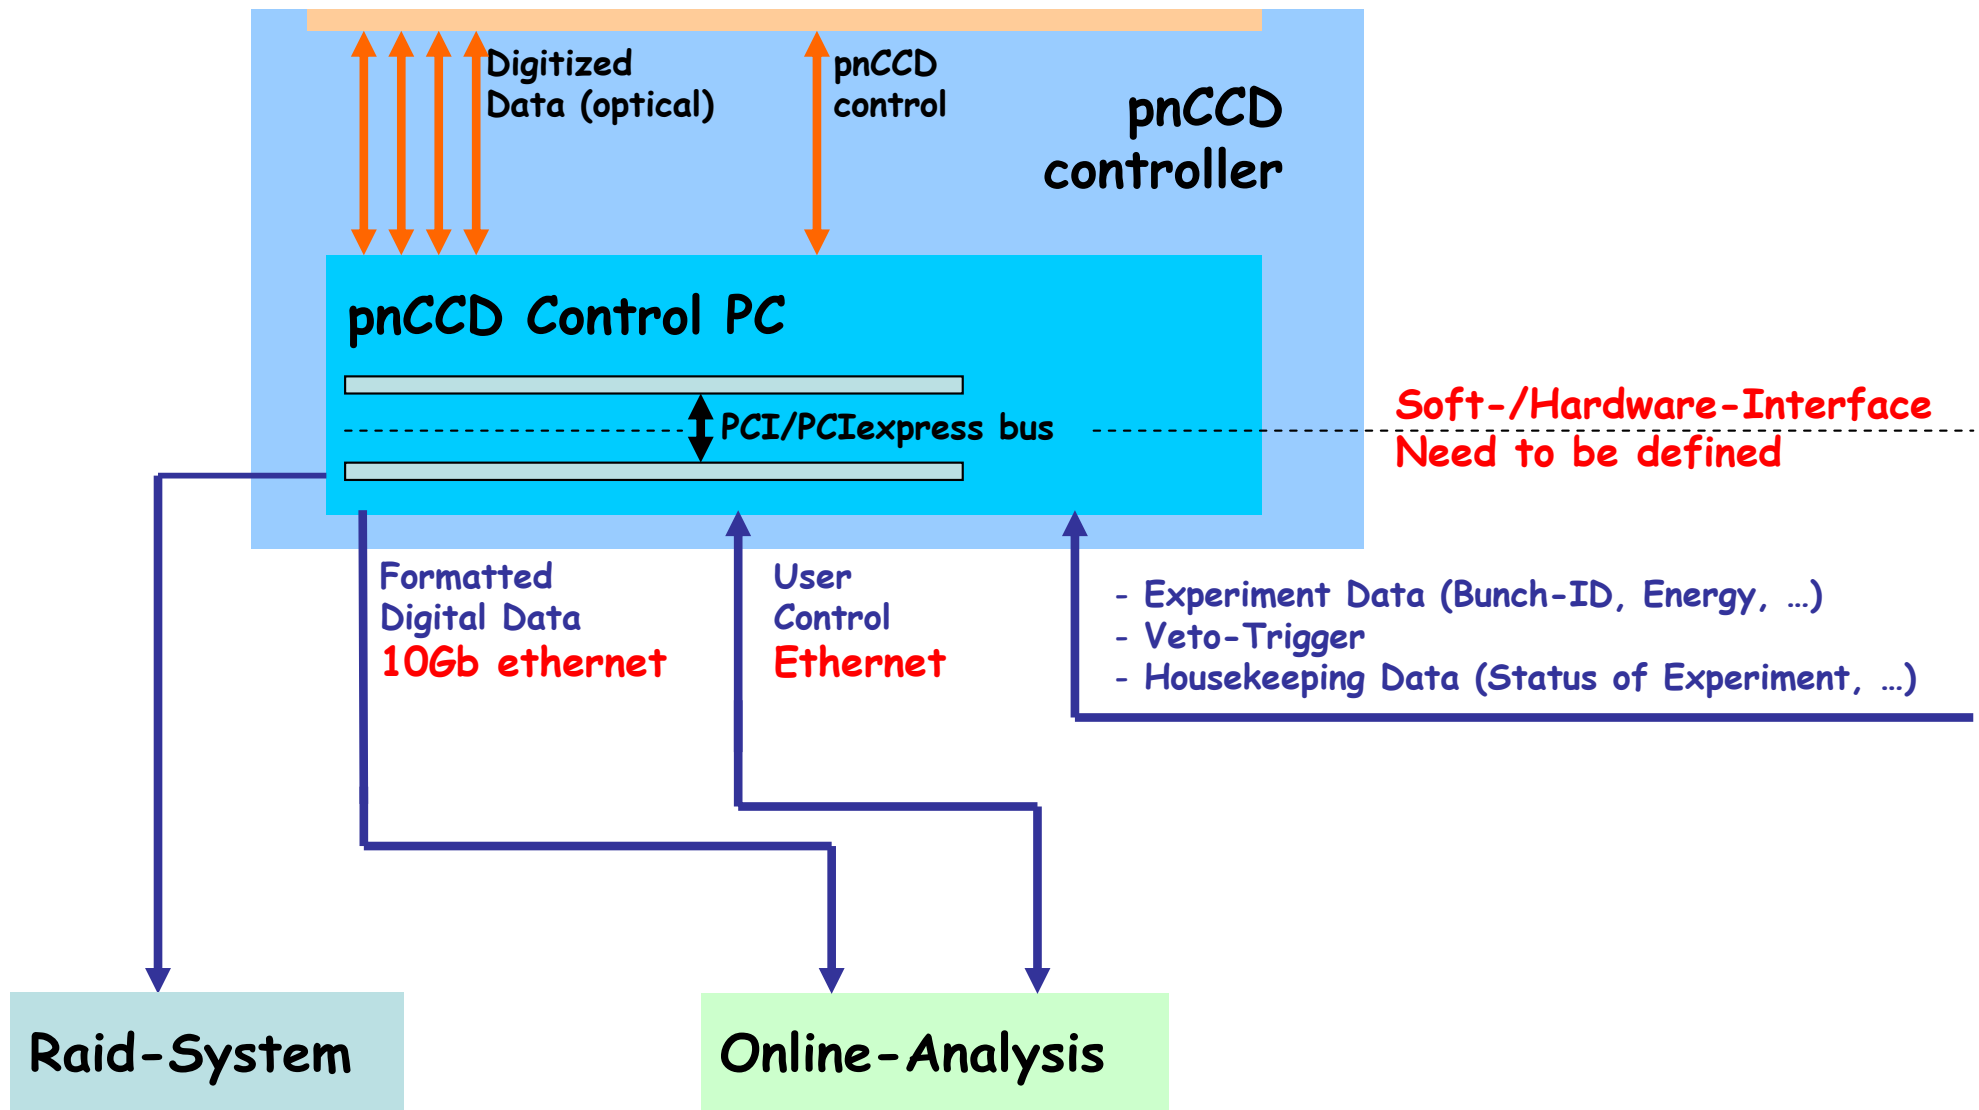 Digitized
Data (optical)
pnCCD
control
pnCCD
controller
pnCCD Control PC
PCI/PCIexpress bus
Soft-/Hardware-Interface
Need to be defined
Formatted
Digital Data
10Gb ethernet
User
Control
Ethernet
- Experiment Data (Bunch-ID, Energy, …)
- Veto-Trigger
- Housekeeping Data (Status of Experiment, …)
Raid-System
Online-Analysis